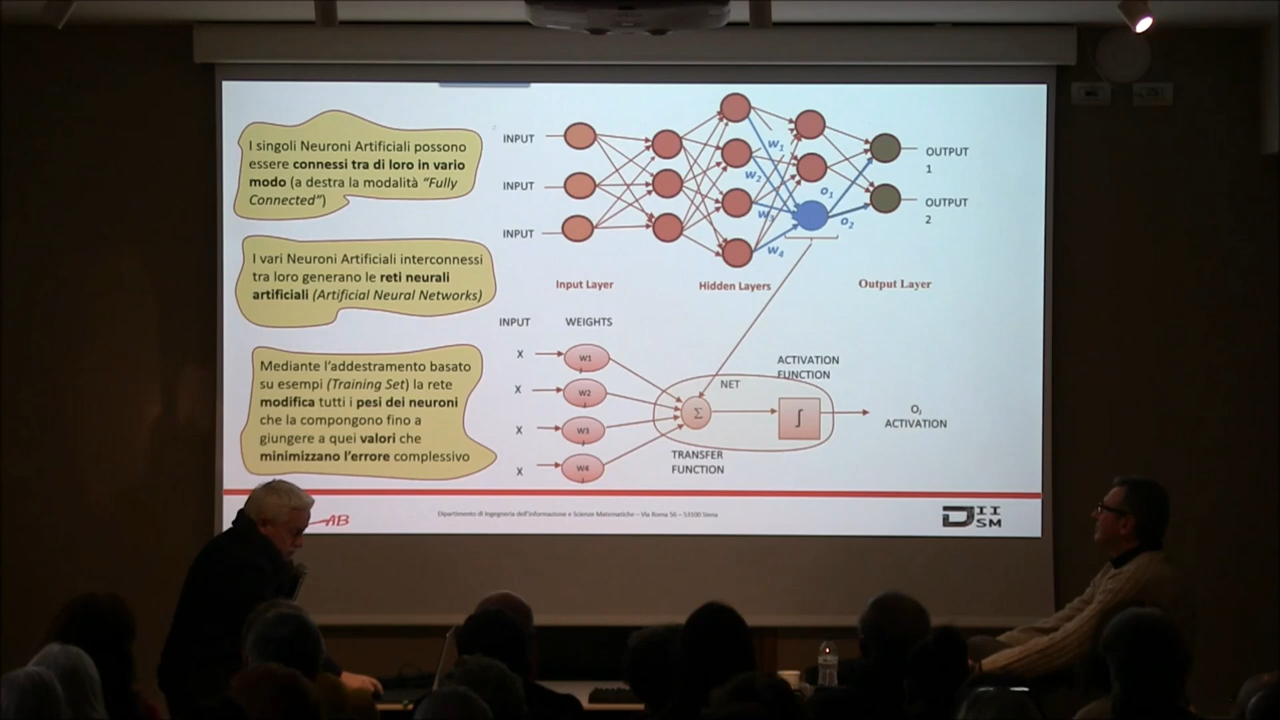 I singoli Neuroni Artificiali possono
essere connessi tra di loro in vario
modo (a destra la modalità “Fully
Connected”)
I vari Neuroni Artificiali interconnessi
tra loro generano le reti neurali
artificiali (Artificial Neural Networks)
Mediante l'addestramento basato
su esempi (Training Set) la rete
modifica tutti i pesi dei neuroni
che la compongono fino a
giungere a quei valori che
minimizzano l'errore complessivo
INPUT
INPUT
INPUT
w1
w2
w3
w4
o1
o2
OUTPUT
1
OUTPUT
2
Input Layer
Hidden Layers
Output Layer
INPUT
WEIGHTS
X
W1
X
W2
X
W3
X
W4
NET
ACTIVATION
FUNCTION
Σ
∫
TRANSFER
FUNCTION
OJ
ACTIVATION
AB
Dipartimento di Ingegneria dell'Informazione e Scienze Matematiche – Via Roma 56 – 53100 Siena
DII
SM